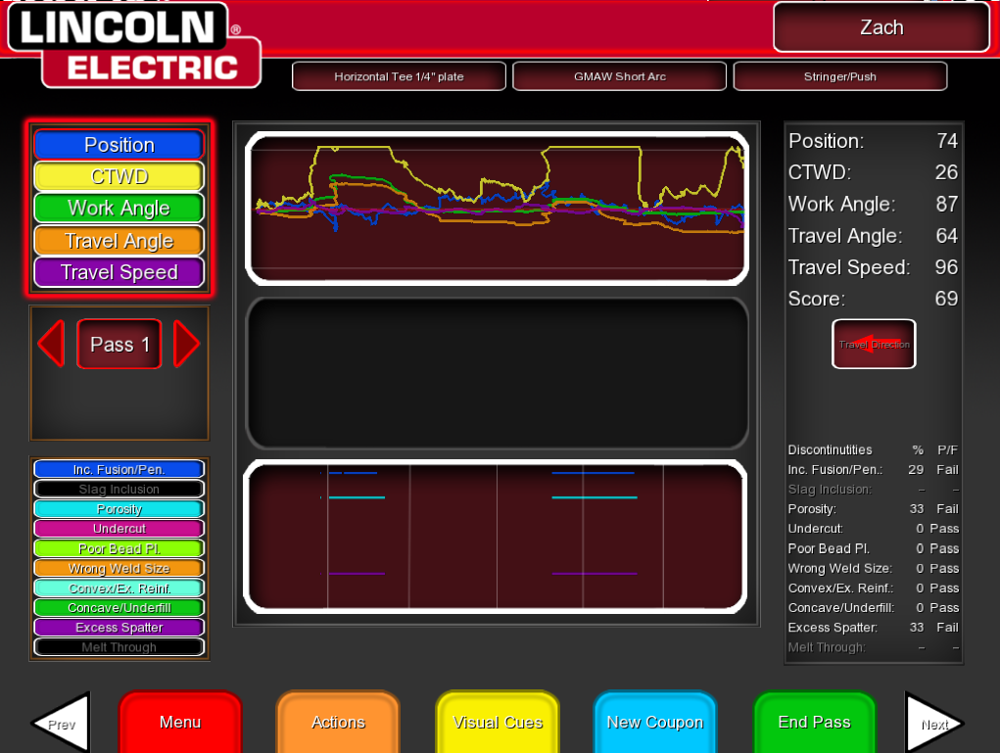 LINCOLN ®
ELECTRIC
Zach
Horizontal Tee 1/4" plate
GMAW Short Arc
Stringer/Push
Position
CTWD
Work Angle
Travel Angle
Travel Speed
Pass 1
Inc. Fusion/Pen.
Slag Inclusion
Porosity
Undercut
Poor Bead Pl.
Wrong Weld Size
Convex/Ex. Reinf.
Concave/Underfill
Excess Spatter
Melt Through
Position: 74
CTWD: 26
Work Angle: 87
Travel Angle: 64
Travel Speed: 96
Score: 69
Travel Direction
Discontinutities % P/F
Inc. Fusion/Pen.: 29 Fail
Slag Inclusion: – –
Porosity: 33 Fail
Undercut: 0 Pass
Poor Bead Pl. 0 Pass
Wrong Weld Size: 0 Pass
Convex/Ex. Reinf.: 0 Pass
Concave/Underfill: 0 Pass
Excess Spatter: 33 Fail
Melt Through: – –
Prev
Menu
Actions
Visual Cues
New Coupon
End Pass
Next